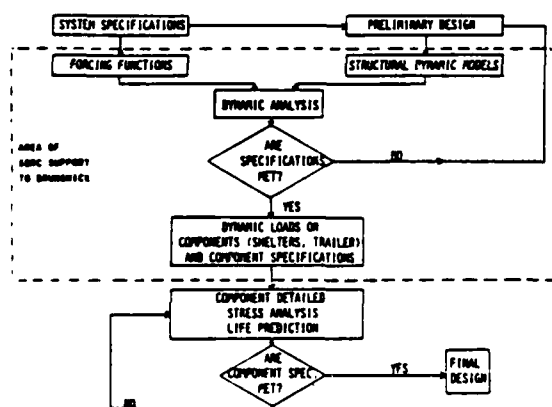 SYSTEM SPECIFICATIONS
PRELIMINARY DESIGN
FORCING FUNCTIONS
STRUCTURAL DYNAMIC MODELS
DYNAMIC ANALYSIS
AREA OF
SDRC SUPPORT
TO BRUNSWICK
ARE
SPECIFICATIONS
MET?
NO
YES
DYNAMIC LOADS ON
COMPONENTS (SHELTERS, TRAILER)
AND COMPONENT SPECIFICATIONS
COMPONENT DETAILED
STRESS ANALYSIS
LIFE PREDICTION
ARE
COMPONENT SPEC.
MET?
YES
FINAL
DESIGN
NO